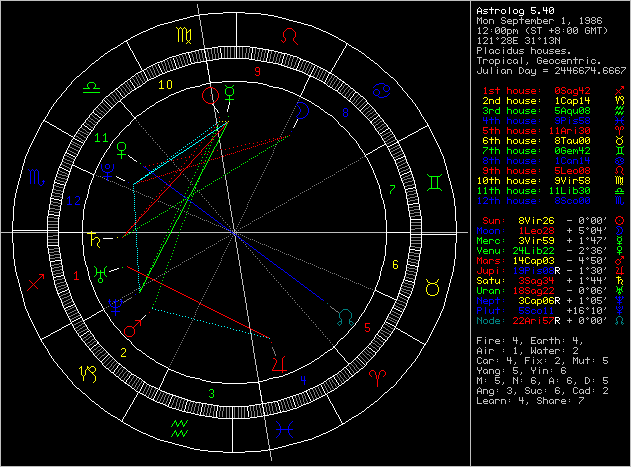 Astrolog 5.40
Mon September 1, 1986
12:00pm (ST +8:00 GMT)
121°28E 31°13N
Placidus houses.
Tropical, Geocentric.
Julian Day = 2446674.6667
1st house: 0Sag42
2nd house: 1Cap14
3rd house: 5Aqu08
4th house: 9Pis58
5th house: 11Ari30
6th house: 8Tau00
7th house: 0Gem42
8th house: 1Can14
9th house: 5Leo08
10th house: 9Vir58
11th house: 11Lib30
12th house: 8Sco00
Sun: 8Vir26 - 0°00'
Moon: 1Leo28 + 5°04'
Merc: 3Vir59 + 1°47'
Venu: 24Lib22 - 2°36'
Mars: 14Cap03 - 4°50'
Jupi: - 1°30'
Satu: 3Sag34 + 1°44'
Uran: 18Sag22 - 0°06'
Nept: 3Cap06R + 1°05'
Plut: 5Sco11 +16°10'
Node: 22Ari57R + 0°00'
Fire: 4, Earth: 4,
Air : 1, Water: 2
Car: 4, Fix: 2, Mut: 5
Yang: 5, Yin: 6
M: 5, N: 6, A: 6, D: 5
Ang: 3, Suc: 6, Cad: 2
Learn: 4, Share: 7
10
9
11
8
12
7
1
6
2
5
3
4